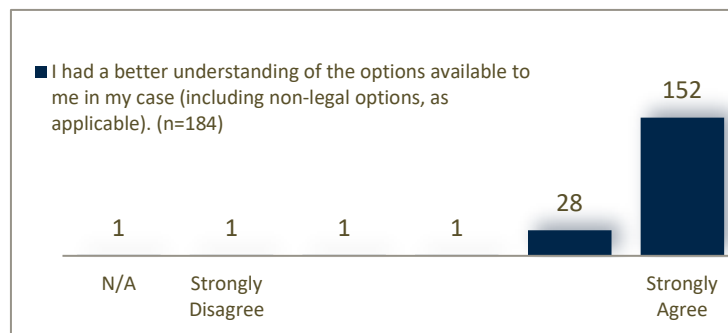 I had a better understanding of the options available to
me in my case (including non-legal options, as
applicable). (n=184)
152
28
1 1 1 1
N/A Strongly Strongly
Disagree Agree